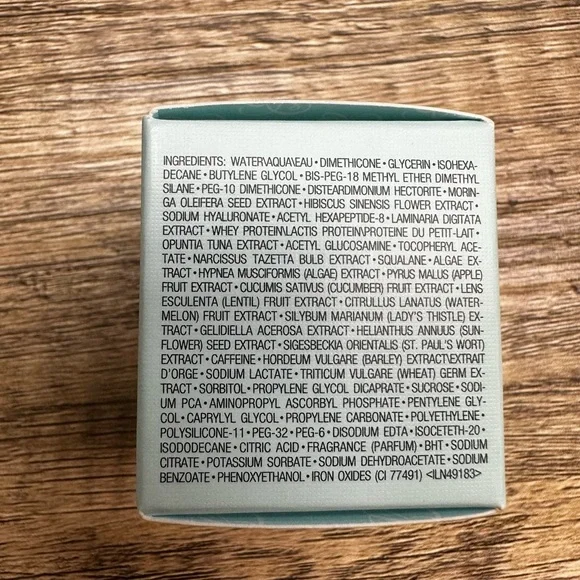 INGREDIENTS: WATER\AQUA\EAU • DIMETHICONE • GLYCERIN • ISOHEXA-
DECANE • BUTYLENE GLYCOL • BIS-PEG-18 METHYL ETHER DIMETHYL
SILANE • PEG-10 DIMETHICONE • DISTEARDIMONIUM HECTORITE • MORIN-
GA OLEIFERA SEED EXTRACT • HIBISCUS SINENSIS FLOWER EXTRACT •
SODIUM HYALURONATE • ACETYL HEXAPEPTIDE-8 • LAMINARIA DIGITATA
EXTRACT • WHEY PROTEIN\LACTIS PROTEIN\PROTÉINE DU PETIT-LAIT •
OPUNTIA TUNA EXTRACT • ACETYL GLUCOSAMINE • TOCOPHERYL ACE-
TATE • NARCISSUS TAZETTA BULB EXTRACT • SQUALANE • ALGAE EX-
TRACT • HYPNEA MUSCIFORMIS (ALGAE) EXTRACT • PYRUS MALUS (APPLE)
FRUIT EXTRACT • CUCUMIS SATIVUS (CUCUMBER) FRUIT EXTRACT • LENS
ESCULENTA (LENTIL) FRUIT EXTRACT • CITRULLUS LANATUS (WATER-
MELON) FRUIT EXTRACT • SILYBUM MARIANUM (LADY'S THISTLE) EX-
TRACT • GELIDIELLA ACEROSA EXTRACT • HELIANTHUS ANNUUS (SUN-
FLOWER) SEED EXTRACT • SIGESBECKIA ORIENTALIS (ST. PAUL'S WORT)
EXTRACT • CAFFEINE • HORDEUM VULGARE (BARLEY) EXTRACT\EXTRAIT
D'ORGE • SODIUM LACTATE • TRITICUM VULGARE (WHEAT) GERM EX-
TRACT • SORBITOL • PROPYLENE GLYCOL DICAPRATE • SUCROSE • SODI-
UM PCA • AMINOPROPYL ASCORBYL PHOSPHATE • PENTYLENE GLY-
COL • CAPRYLYL GLYCOL • PROPYLENE CARBONATE • POLYETHYLENE •
POLYSILICONE-11 • PEG-32 • PEG-6 • DISODIUM EDTA • ISOCETETH-20 •
ISODODECANE • CITRIC ACID • FRAGRANCE (PARFUM) • BHT • SODIUM
CITRATE • POTASSIUM SORBATE • SODIUM DEHYDROACETATE • SODIUM
BENZOATE • PHENOXYETHANOL • IRON OXIDES (CI 77491) <ILN49183>